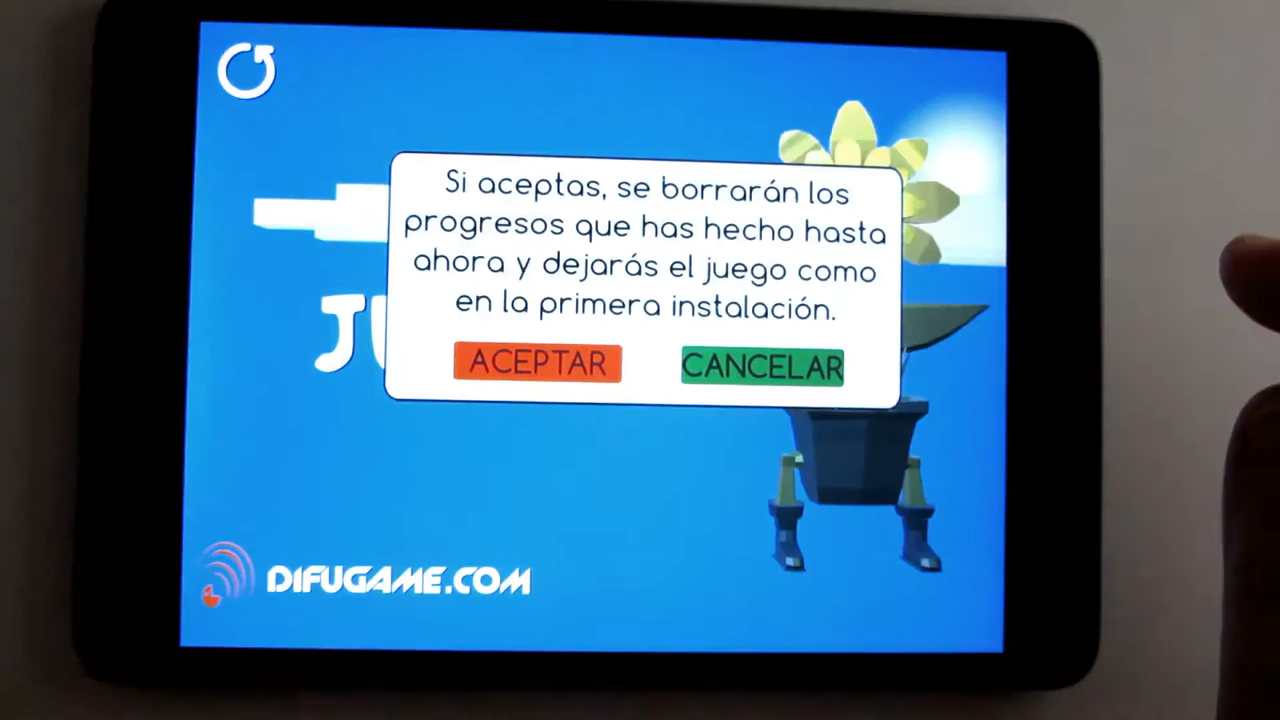 Si aceptas, se borrarán los
progresos que has hecho hasta
ahora y dejarás el juego como
en la primera instalación.
ACEPTAR CANCELAR
DIFUGAME.COM